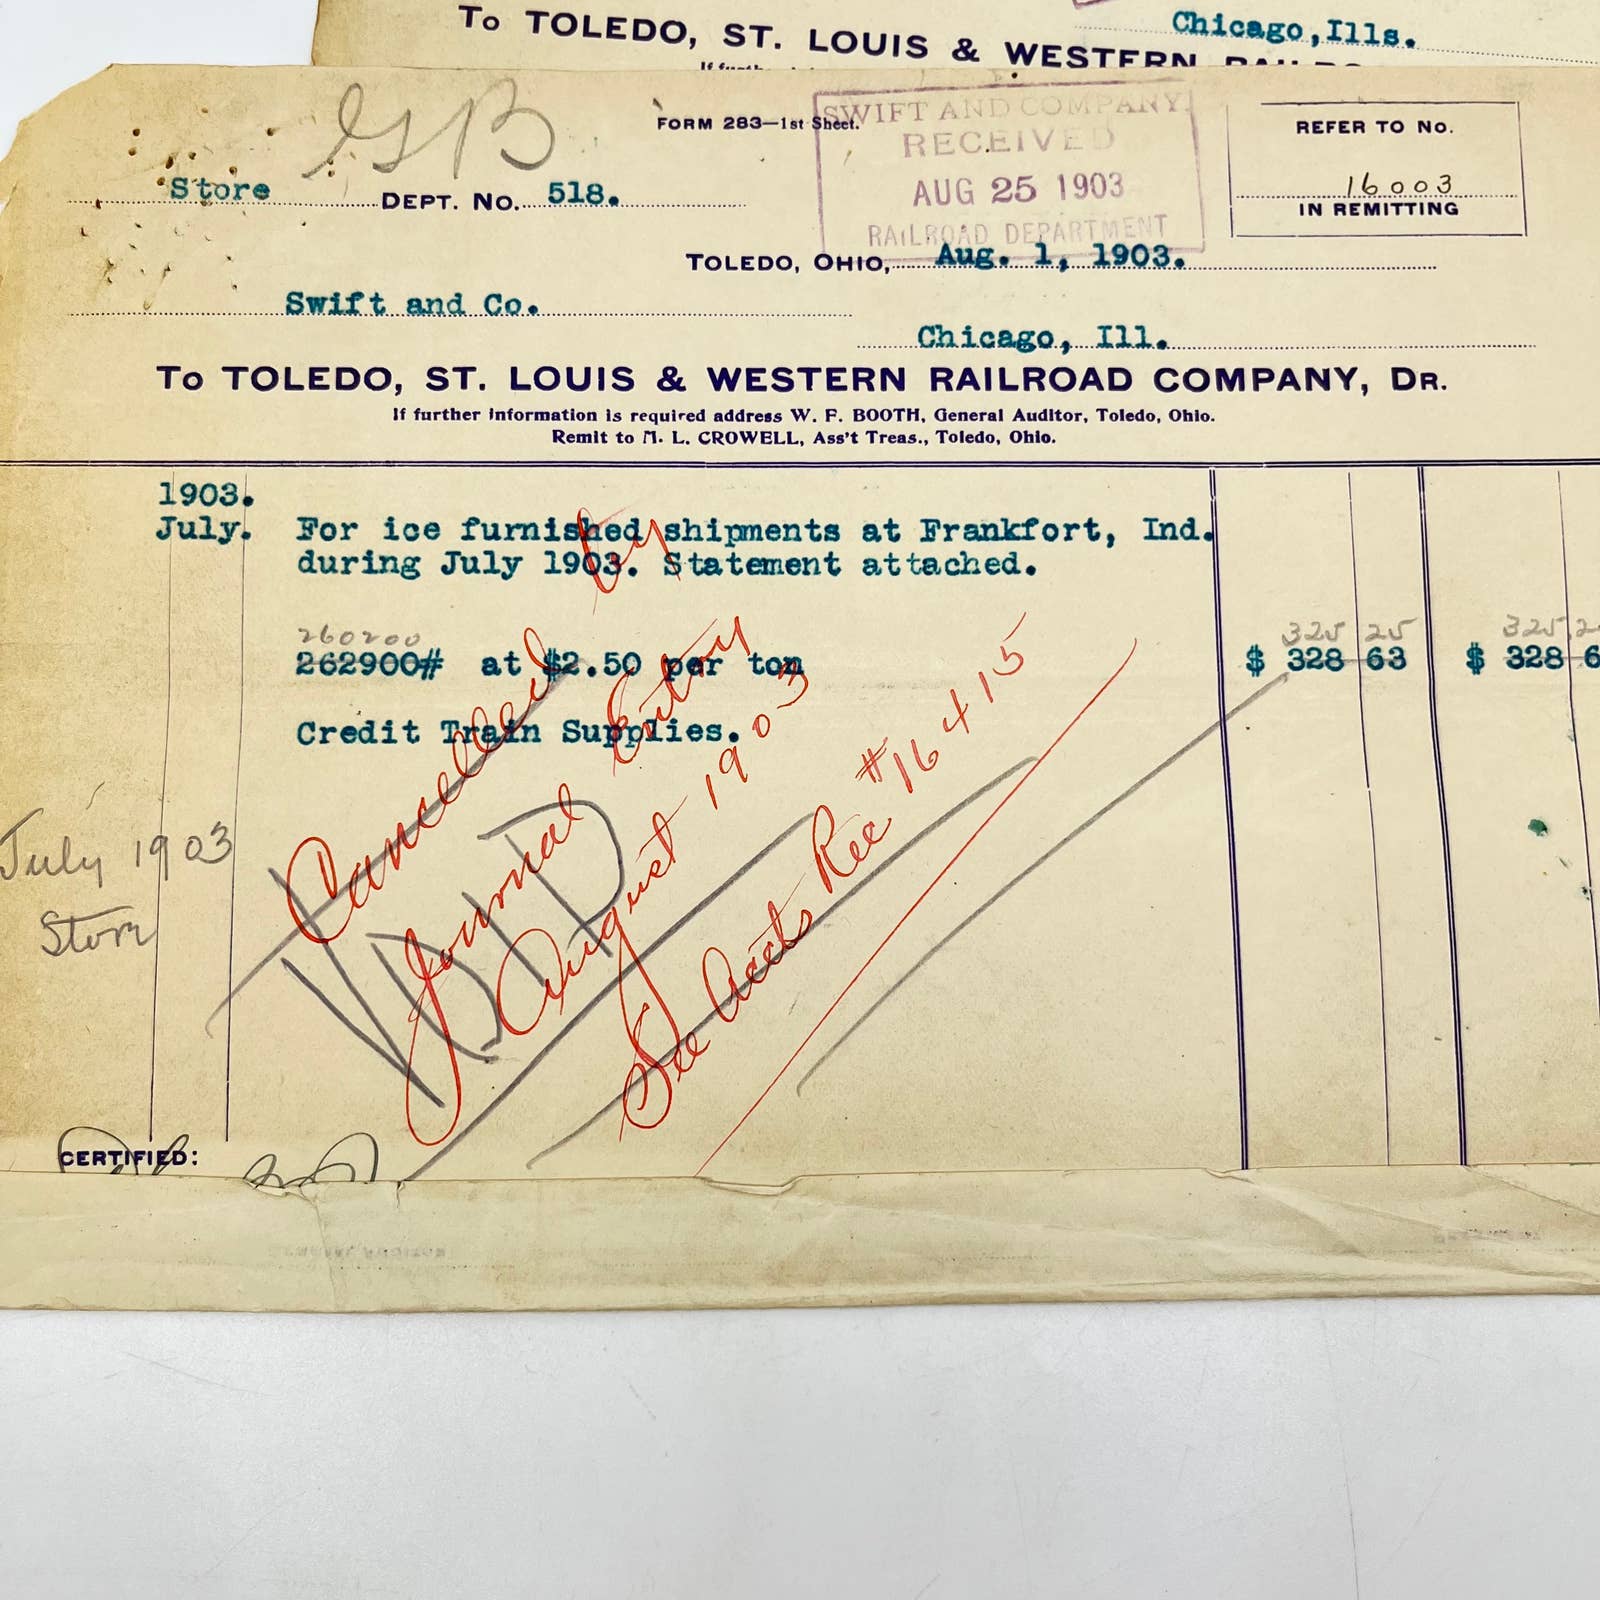 Chicago, Ills.
To TOLEDO, ST. LOUIS & WESTERN
GB
FORM 283—1st Sheet.
SWIFT AND COMPANY.
RECEIVED
AUG 25 1903
RAILROAD DEPARTMENT
REFER TO No.
16003
IN REMITTING
Store DEPT. No. 518.
TOLEDO, OHIO, Aug. 1, 1903.
Swift and Co.
Chicago, Ill.
To TOLEDO, ST. LOUIS & WESTERN RAILROAD COMPANY, DR.
If further information is required address W. F. BOOTH, General Auditor, Toledo, Ohio.
Remit to M. L. CROWELL, Ass't Treas., Toledo, Ohio.
1903.
July. For ice furnished shipments at Frankfort, Ind.
during July 1903. Statement attached.
260200 325 25 325
262900# at $2.50 per ton $ 328 63 $ 328 6
Credit Train Supplies.
Cancelled by
Journal Entry
August 1903
See Accts Rec #16415
July 1903
Store
CERTIFIED: